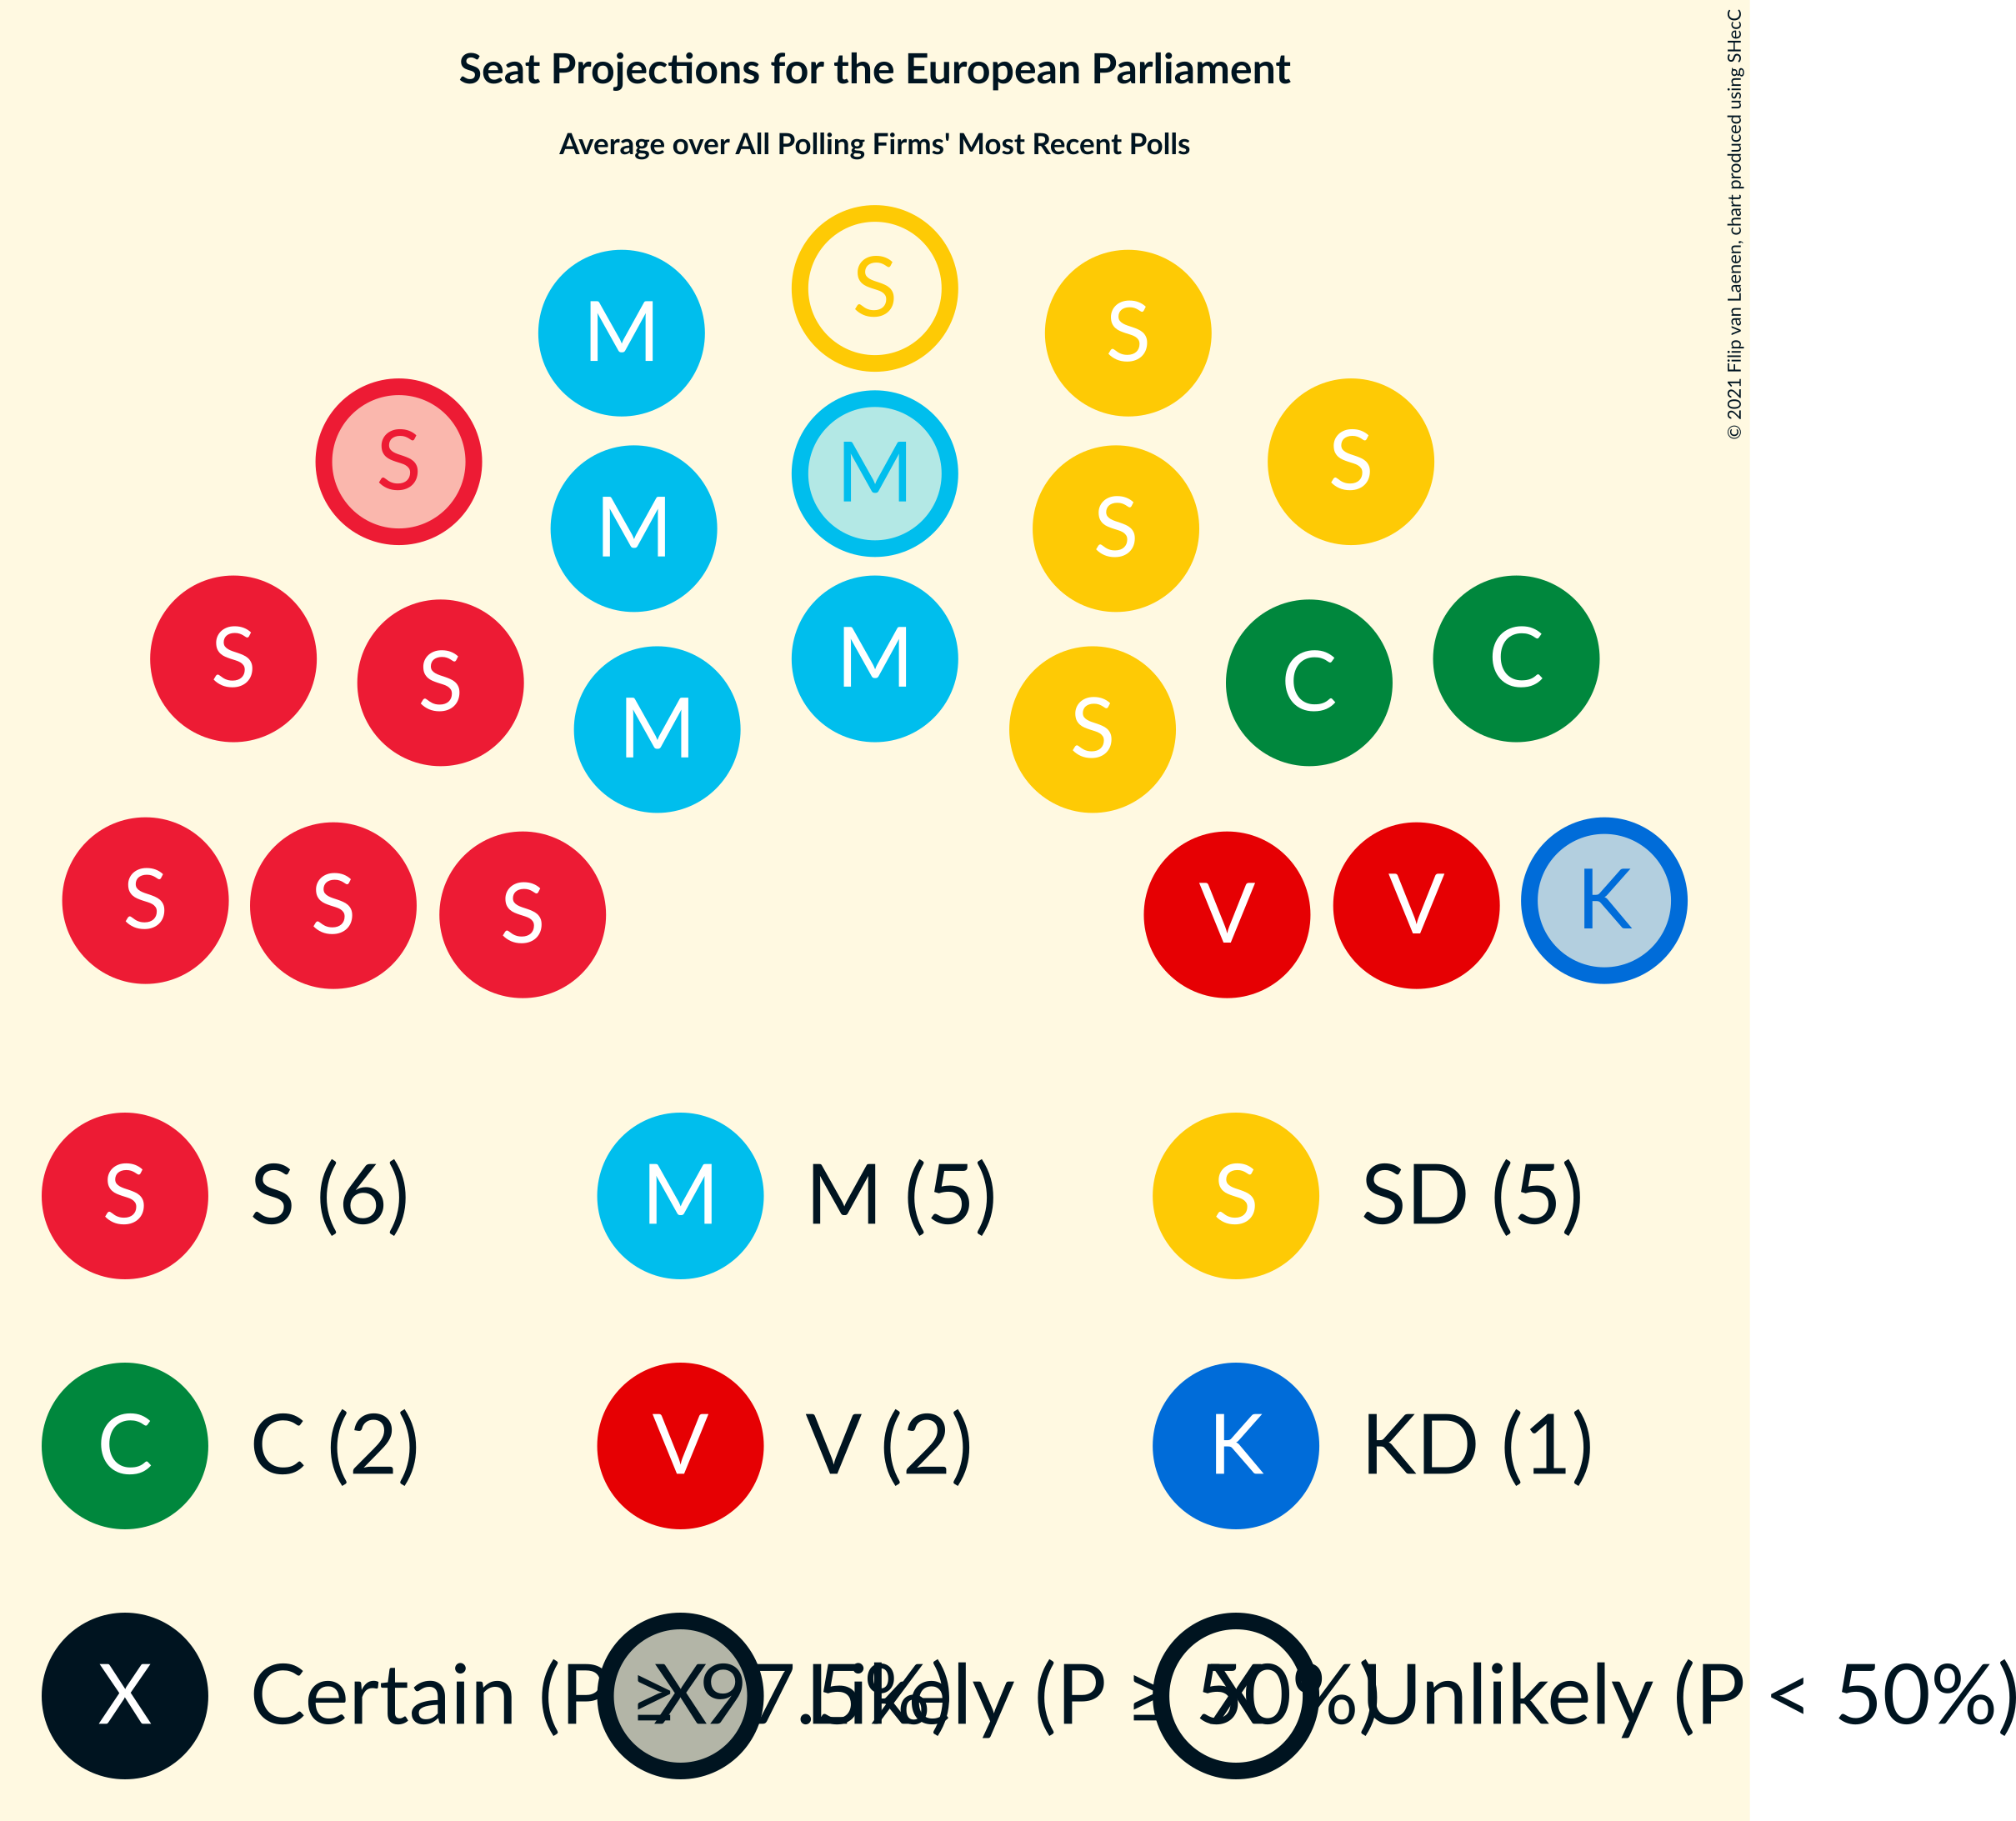 Seat Projections for the European Parliament
Average over All Polling Firms' Most Recent Polls
© 2021 Filip van Laenen, chart produced using SHecC
S
M S
M
S S
S
M S
S
S
M
M
S
C
C
S
S
S
V
V
K
S S (6) M M (5) S SD (5)
C C (2) V V (2) K KD (1)
X Certain (P ≥ 97.5%) X Likely (P ≥ 50%) X Unlikely (P < 50%)